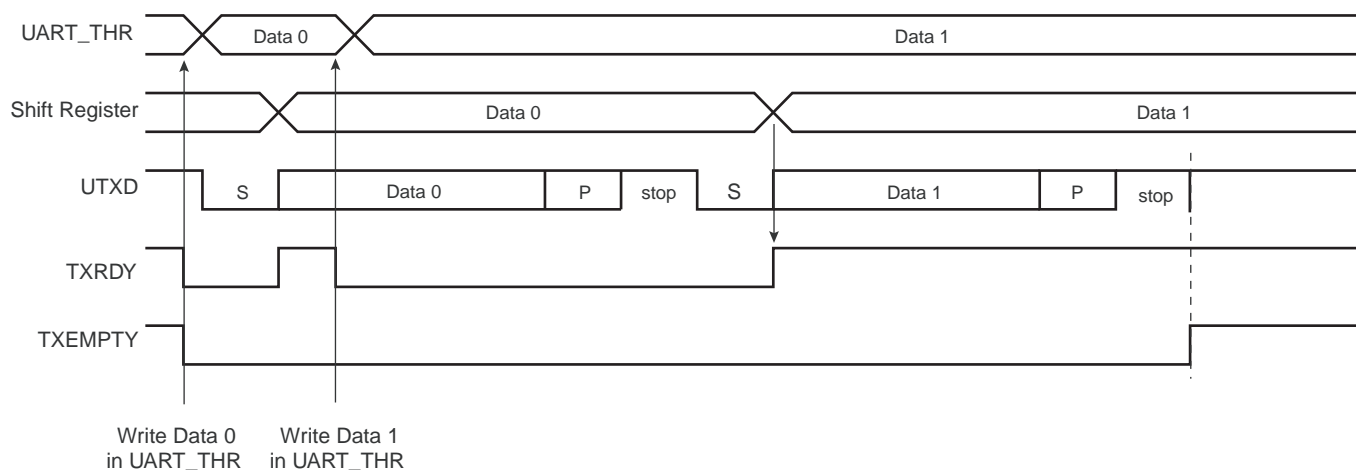 UART_THR Data 0 Data 1
Shift Register Data 0 Data 1
UTXD S Data 0 P stop S Data 1 P stop
TXRDY
TXEMPTY
Write Data 0 Write Data 1
in UART_THR in UART_THR